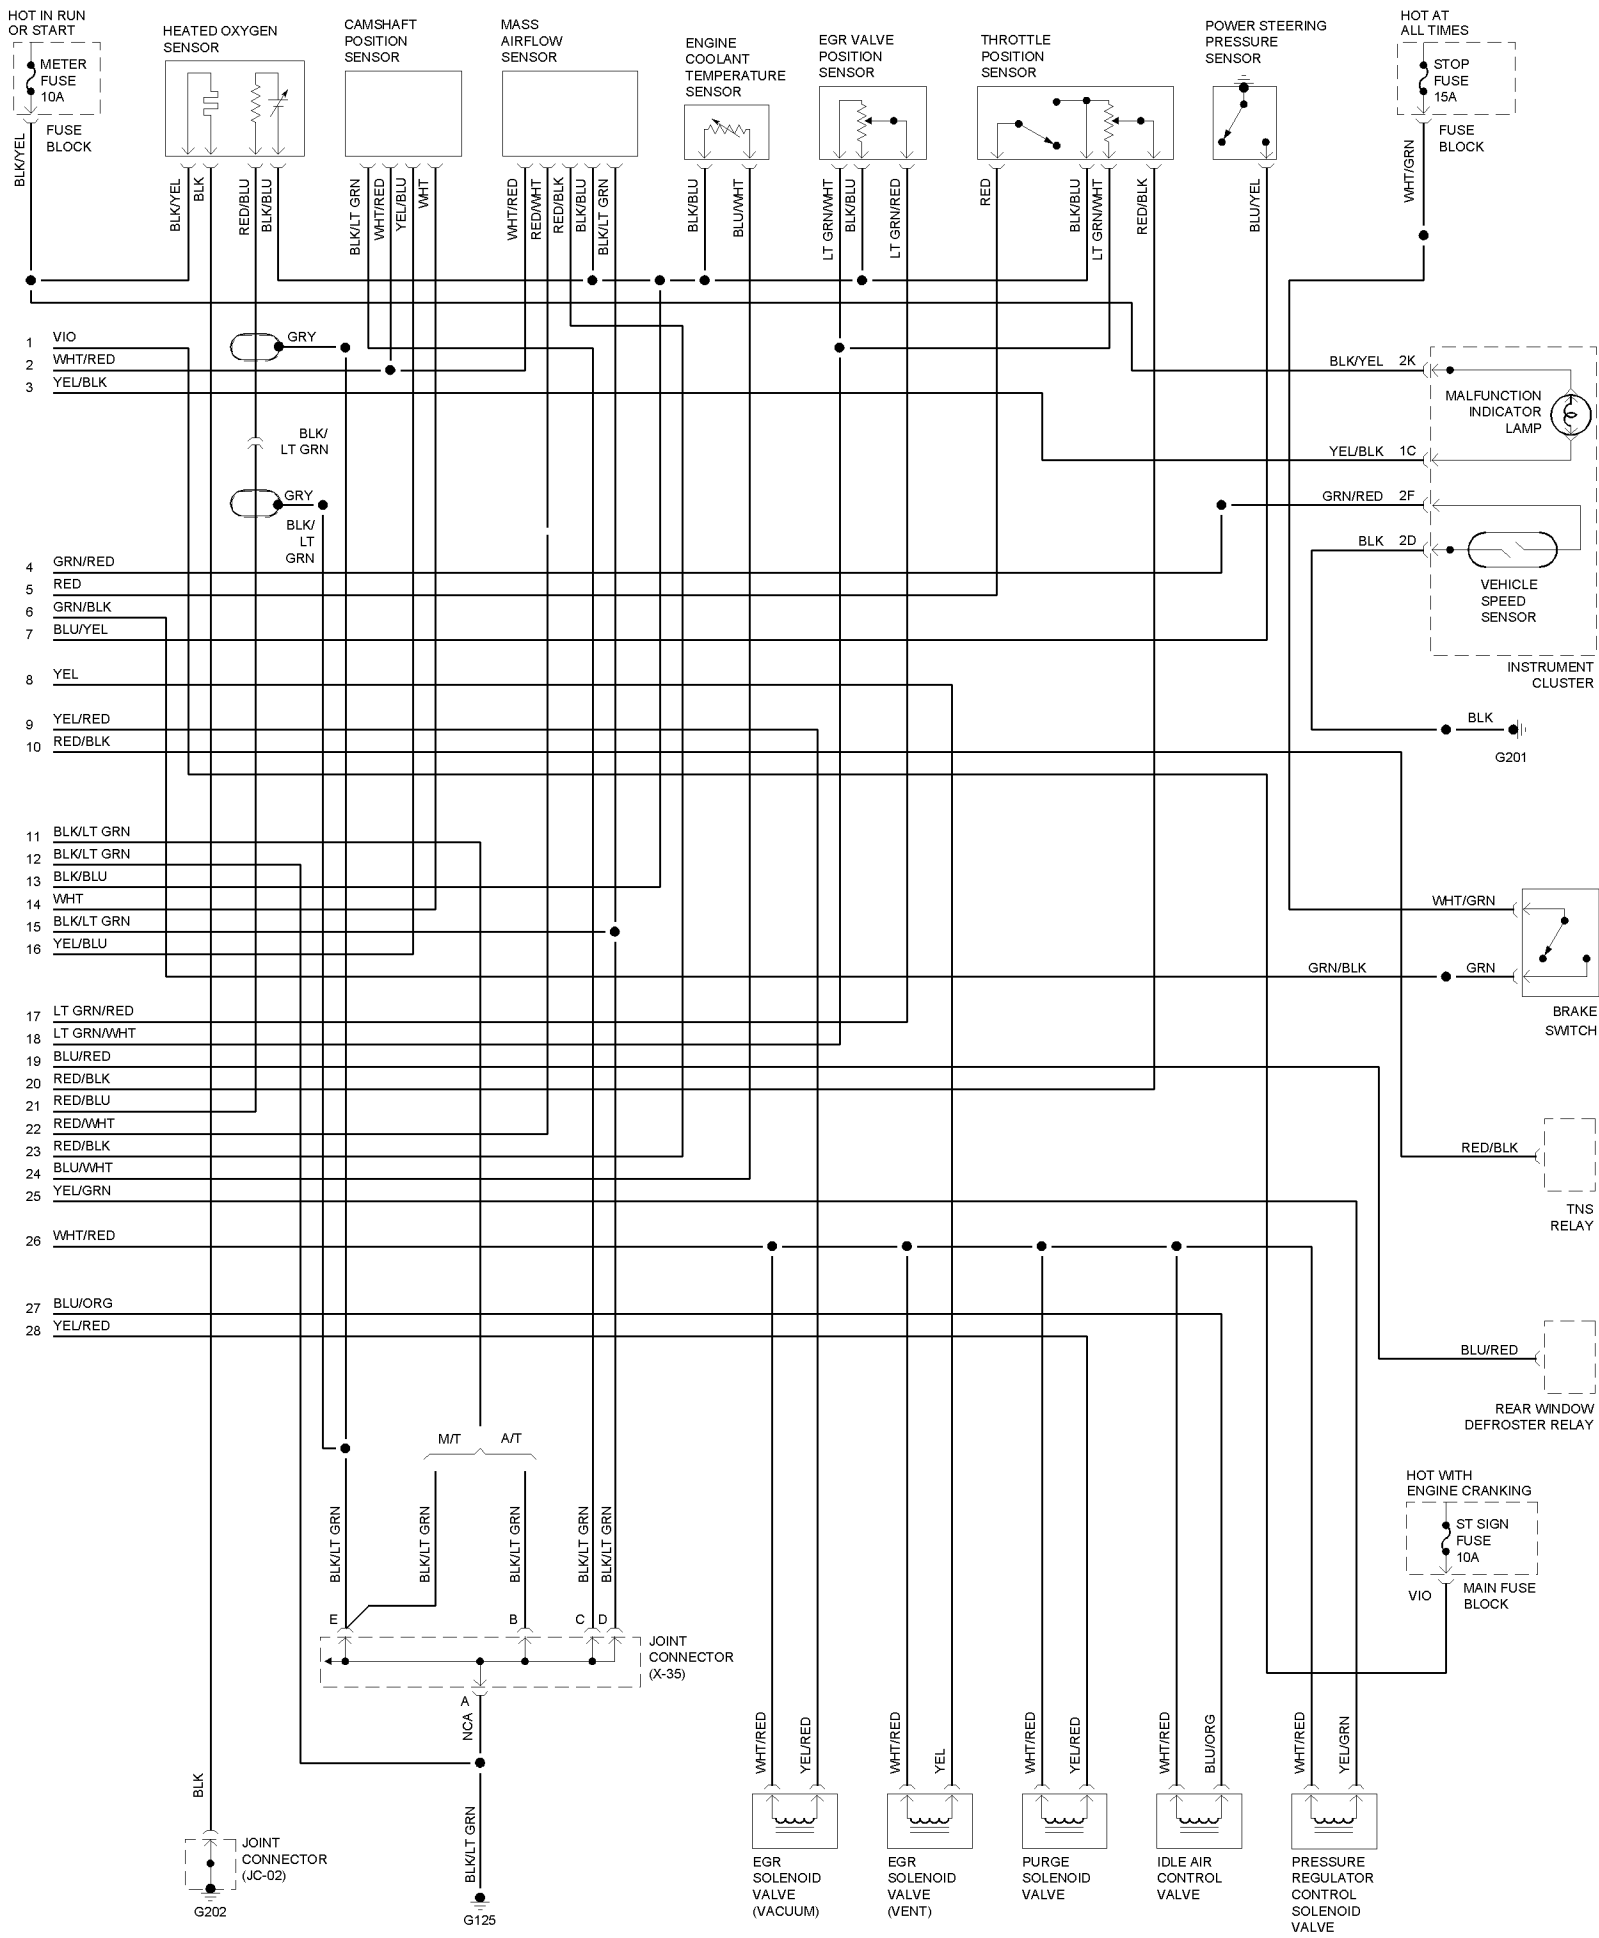 HOT IN RUN
OR START
METER
FUSE
10A
FUSE
BLOCK
BLK/YEL
HEATED OXYGEN
SENSOR
BLK/YEL
BLK
RED/BLU
BLK/BLU
CAMSHAFT
POSITION
SENSOR
BLK/LT GRN
WHT/RED
YEL/BLU
WHT
MASS
AIRFLOW
SENSOR
WHT/RED
RED/WHT
RED/BLK
BLK/BLU
BLK/LT GRN
ENGINE
COOLANT
TEMPERATURE
SENSOR
BLK/BLU
BLU/WHT
EGR VALVE
POSITION
SENSOR
LT GRN/WHT
BLK/BLU
LT GRN/RED
THROTTLE
POSITION
SENSOR
RED
BLK/BLU
LT GRN/WHT
RED/BLK
POWER STEERING
PRESSURE
SENSOR
BLU/YEL
HOT AT
ALL TIMES
STOP
FUSE
15A
FUSE
BLOCK
WHT/GRN
1 VIO
2 WHT/RED
3 YEL/BLK
GRY
BLK/
LT GRN
GRY
BLK/
LT
GRN
BLK/YEL 2K
MALFUNCTION
INDICATOR
LAMP
YEL/BLK 1C
GRN/RED 2F
BLK 2D
VEHICLE
SPEED
SENSOR
INSTRUMENT
CLUSTER
4 GRN/RED
5 RED
6 GRN/BLK
7 BLU/YEL
8 YEL
9 YEL/RED
10 RED/BLK
BLK
G201
11 BLK/LT GRN
12 BLK/LT GRN
13 BLK/BLU
14 WHT
15 BLK/LT GRN
16 YEL/BLU
WHT/GRN
GRN/BLK
GRN
BRAKE
SWITCH
17 LT GRN/RED
18 LT GRN/WHT
19 BLU/RED
20 RED/BLK
21 RED/BLU
22 RED/WHT
23 RED/BLK
24 BLU/WHT
25 YEL/GRN
RED/BLK
TNS
RELAY
26 WHT/RED
27 BLU/ORG
28 YEL/RED
BLU/RED
REAR WINDOW
DEFROSTER RELAY
M/T A/T
HOT WITH
ENGINE CRANKING
ST SIGN
FUSE
10A
VIO
MAIN FUSE
BLOCK
BLK/LT GRN
BLK/LT GRN
BLK/LT GRN
BLK/LT GRN
BLK/LT GRN
E B C D
JOINT
CONNECTOR
(X-35)
A
NCA
BLK
BLK/LT GRN
WHT/RED
YEL/RED
WHT/RED
YEL
WHT/RED
YEL/RED
WHT/RED
BLU/ORG
WHT/RED
YEL/GRN
JOINT
CONNECTOR
(JC-02)
G202
G125
EGR
SOLENOID
VALVE
(VACUUM)
EGR
SOLENOID
VALVE
(VENT)
PURGE
SOLENOID
VALVE
IDLE AIR
CONTROL
VALVE
PRESSURE
REGULATOR
CONTROL
SOLENOID
VALVE